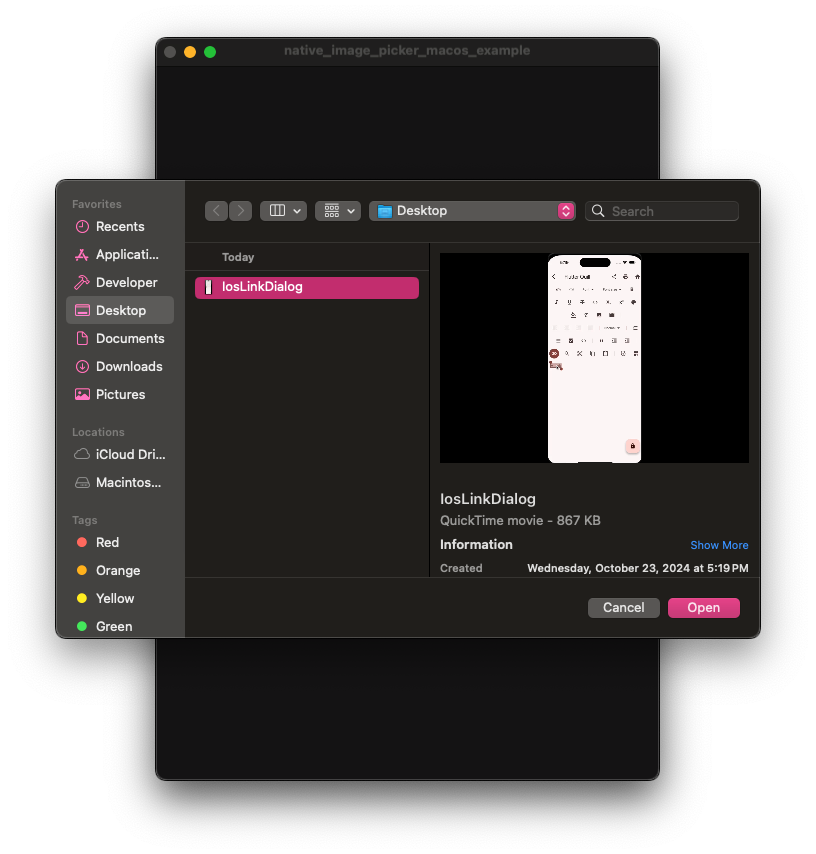 native_image_picker_macos_example
Favorites
Recents
Applicati...
Developer
Desktop
Documents
Downloads
Pictures
Locations
iCloud Dri...
Macintos...
Tags
Red
Orange
Yellow
Green
Desktop
Search
Today
IosLinkDialog
Flutter Quill
IosLinkDialog
QuickTime movie - 867 KB
Information
Show More
Created
Wednesday, October 23, 2024 at 5:19 PM
Cancel
Open